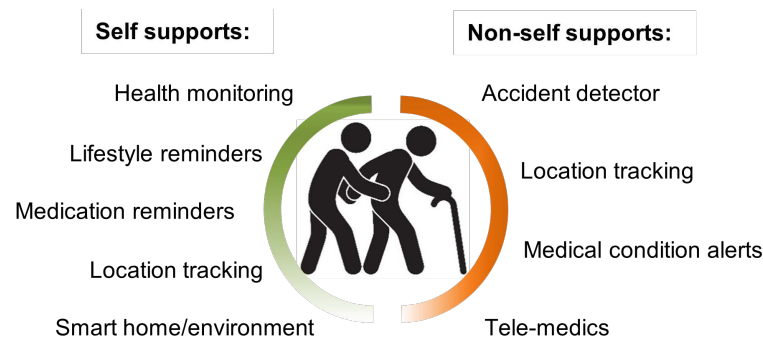 Self supports:
Health monitoring
Lifestyle reminders
Medication reminders
Location tracking
Smart home/environment
Non-self supports:
Accident detector
Location tracking
Medical condition alerts
Tele-medics